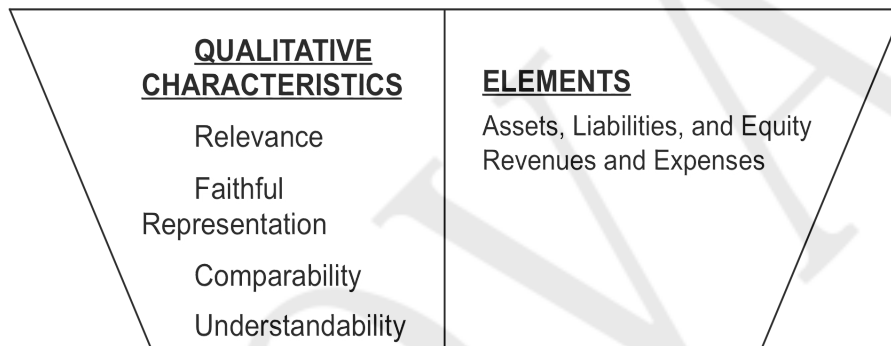 QUALITATIVE
CHARACTERISTICS
Relevance
Faithful
Representation
Comparability
Understandability
ELEMENTS
Assets, Liabilities, and Equity
Revenues and Expenses